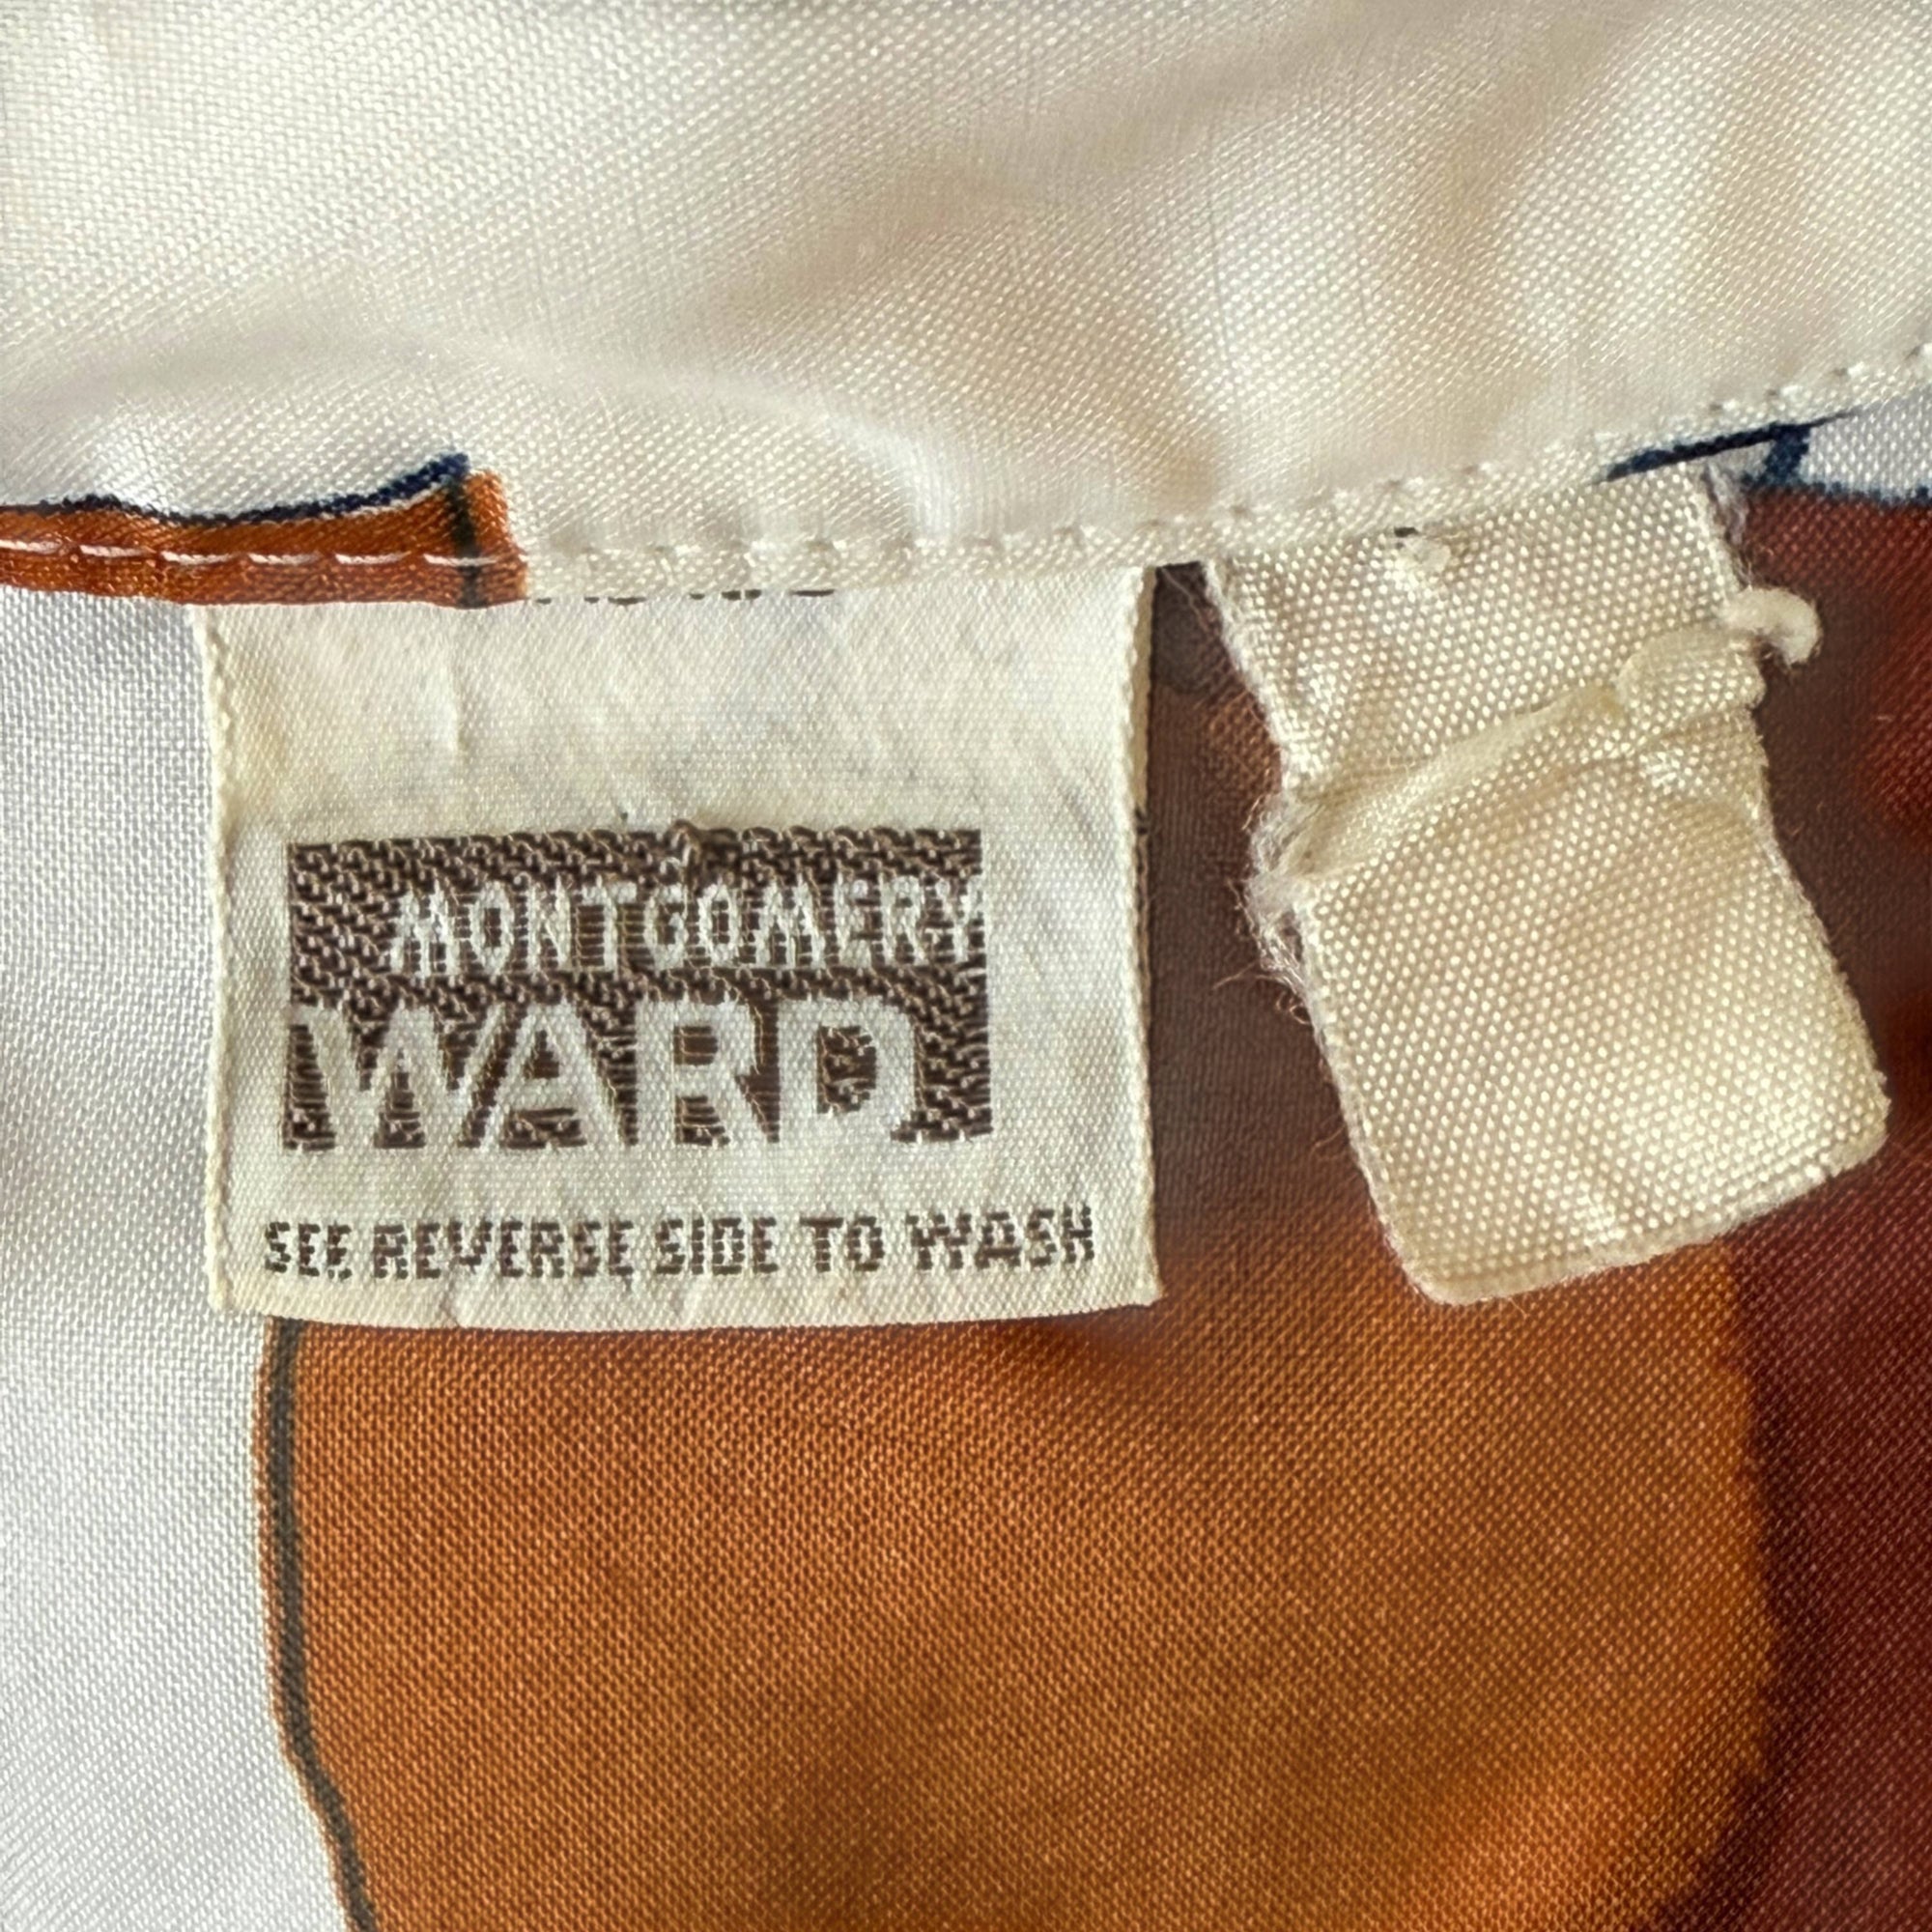 MONTGOMERY
WARD
SEE REVERSE SIDE TO WASH